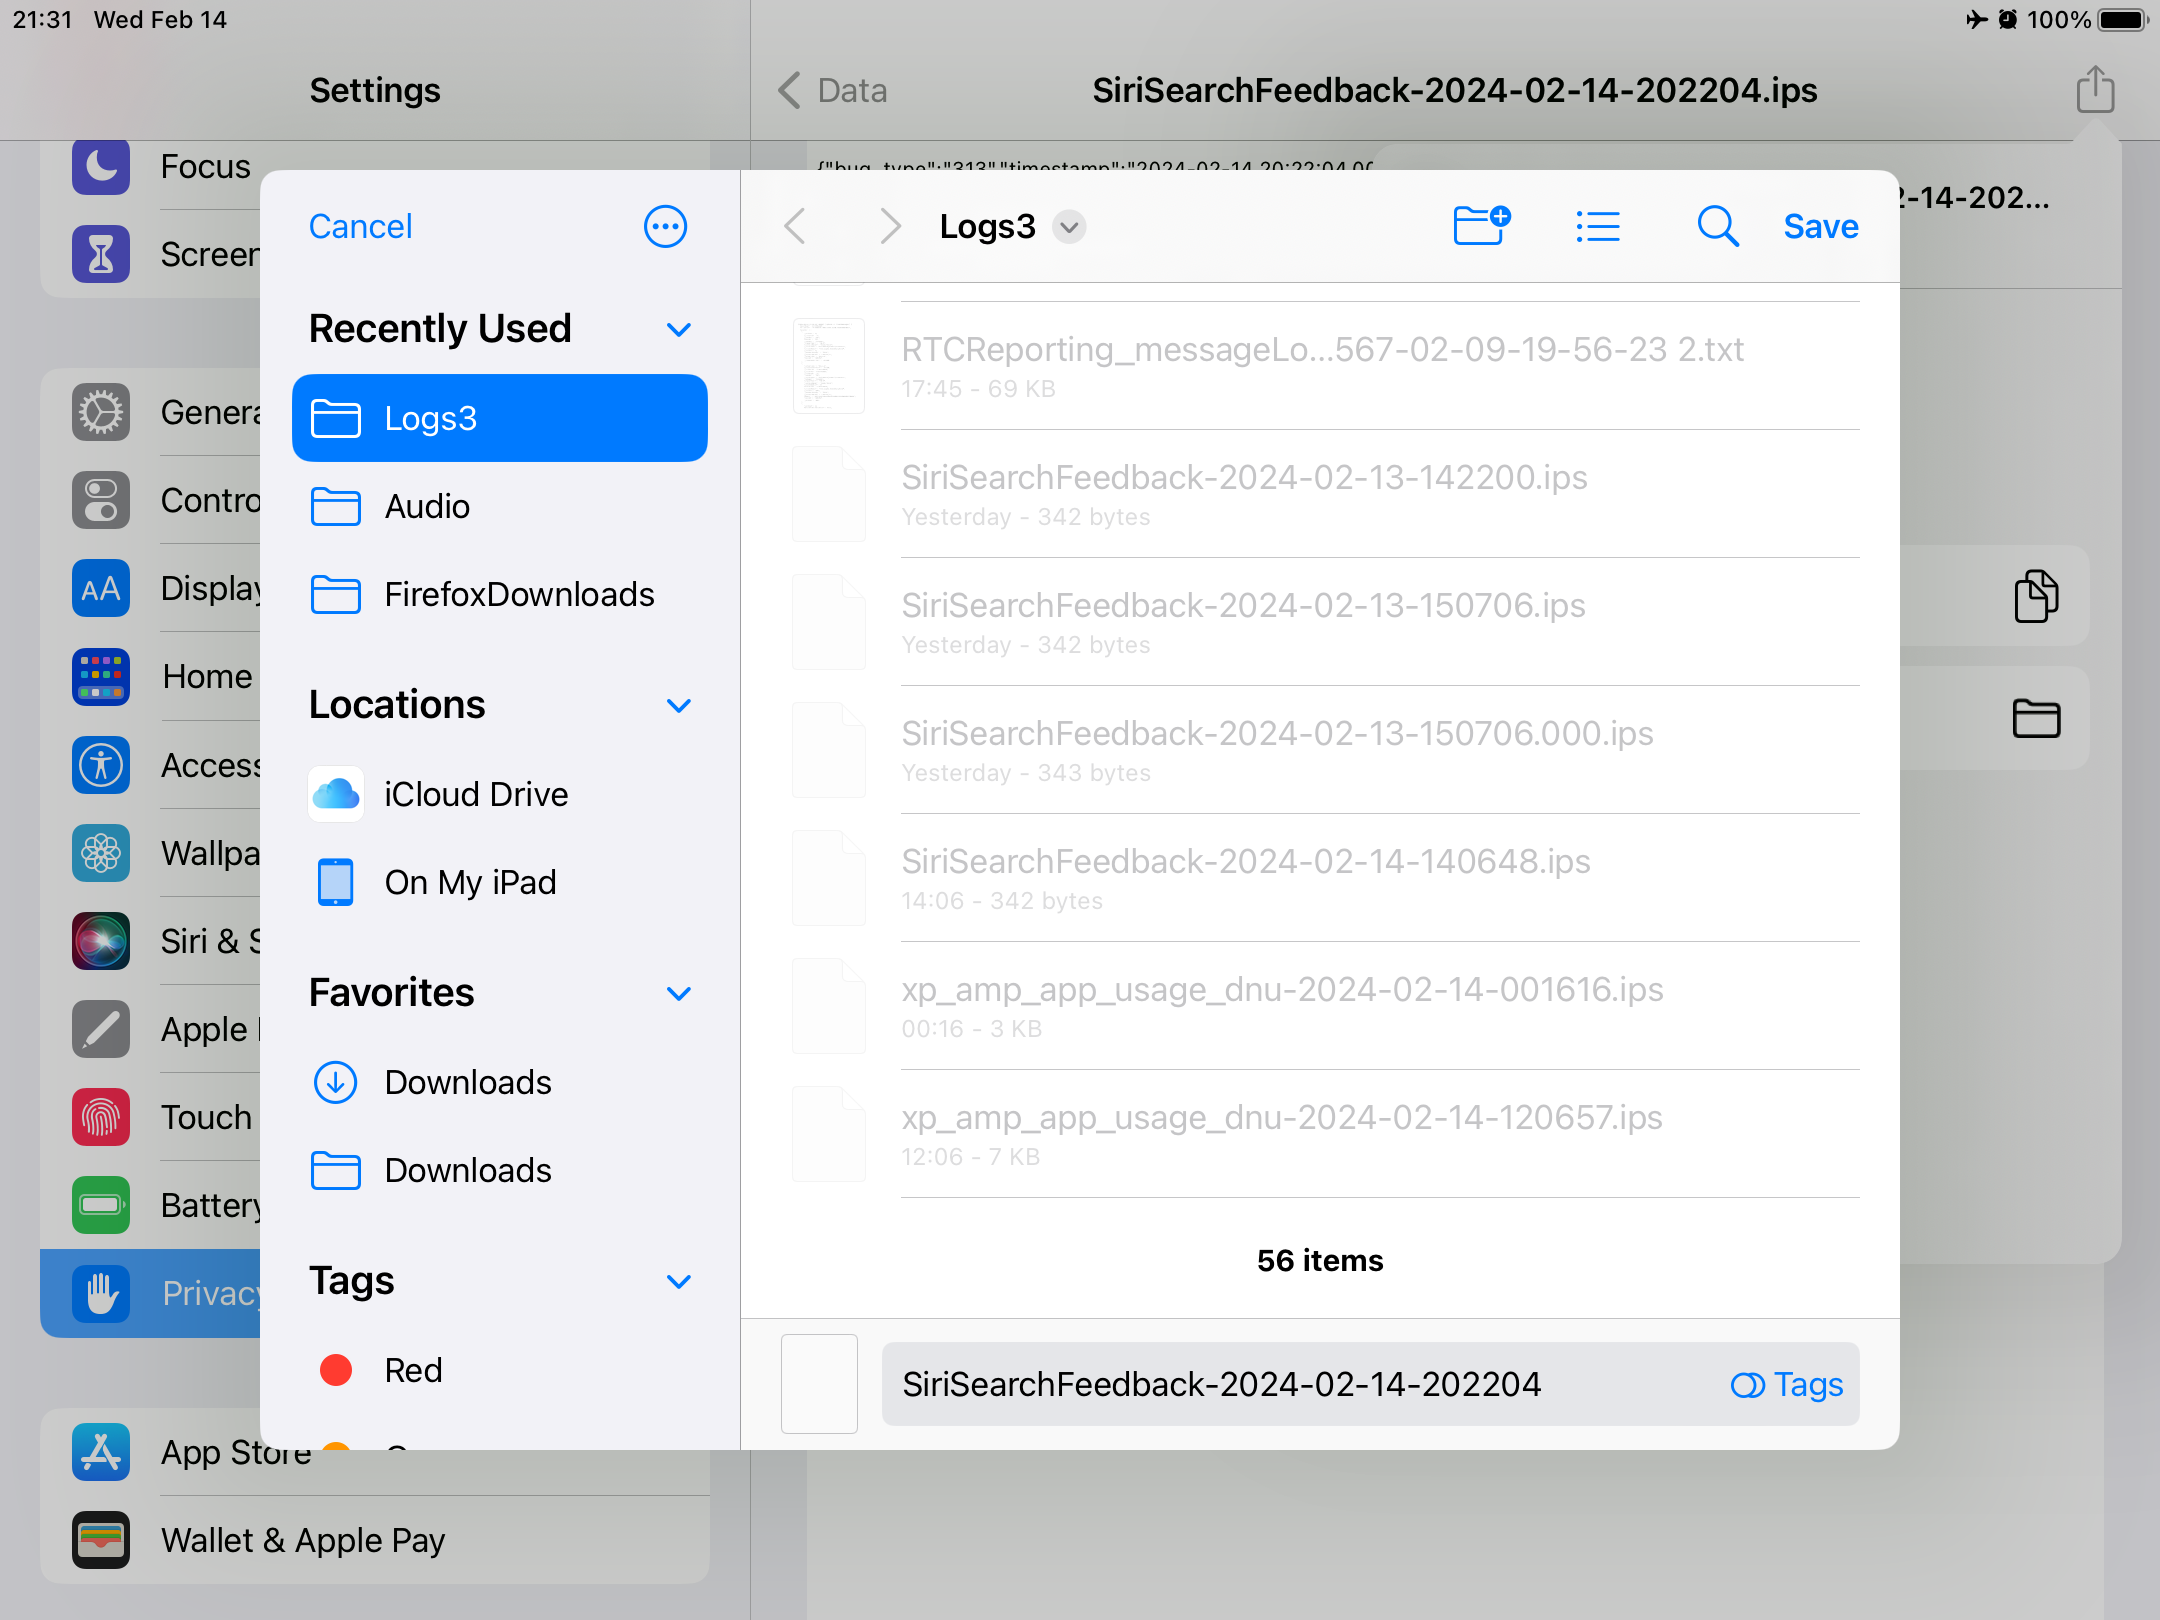 21:31 Wed Feb 14
100%
Settings
Data
SiriSearchFeedback-2024-02-14-202204.ips
Focus
{"bug_type":"313","timestamp":"2024-02-14 20:22:04.00
2-14-202...
Cancel
Logs3
Save
Recently Used
Logs3
Audio
FirefoxDownloads
Locations
iCloud Drive
On My iPad
Favorites
Downloads
Downloads
Tags
Red
RTCReporting_messageLo...567-02-09-19-56-23 2.txt
17:45 - 69 KB
SiriSearchFeedback-2024-02-13-142200.ips
Yesterday - 342 bytes
SiriSearchFeedback-2024-02-13-150706.ips
Yesterday - 342 bytes
SiriSearchFeedback-2024-02-13-150706.000.ips
Yesterday - 343 bytes
SiriSearchFeedback-2024-02-14-140648.ips
14:06 - 342 bytes
xp_amp_app_usage_dnu-2024-02-14-001616.ips
00:16 - 3 KB
xp_amp_app_usage_dnu-2024-02-14-120657.ips
12:06 - 7 KB
56 items
SiriSearchFeedback-2024-02-14-202204
Tags
Screen
Genera
Contro
AA
Display
Home
Access
Wallpa
Siri & S
Apple
Touch
Battery
Privacy
App Store
Wallet & Apple Pay